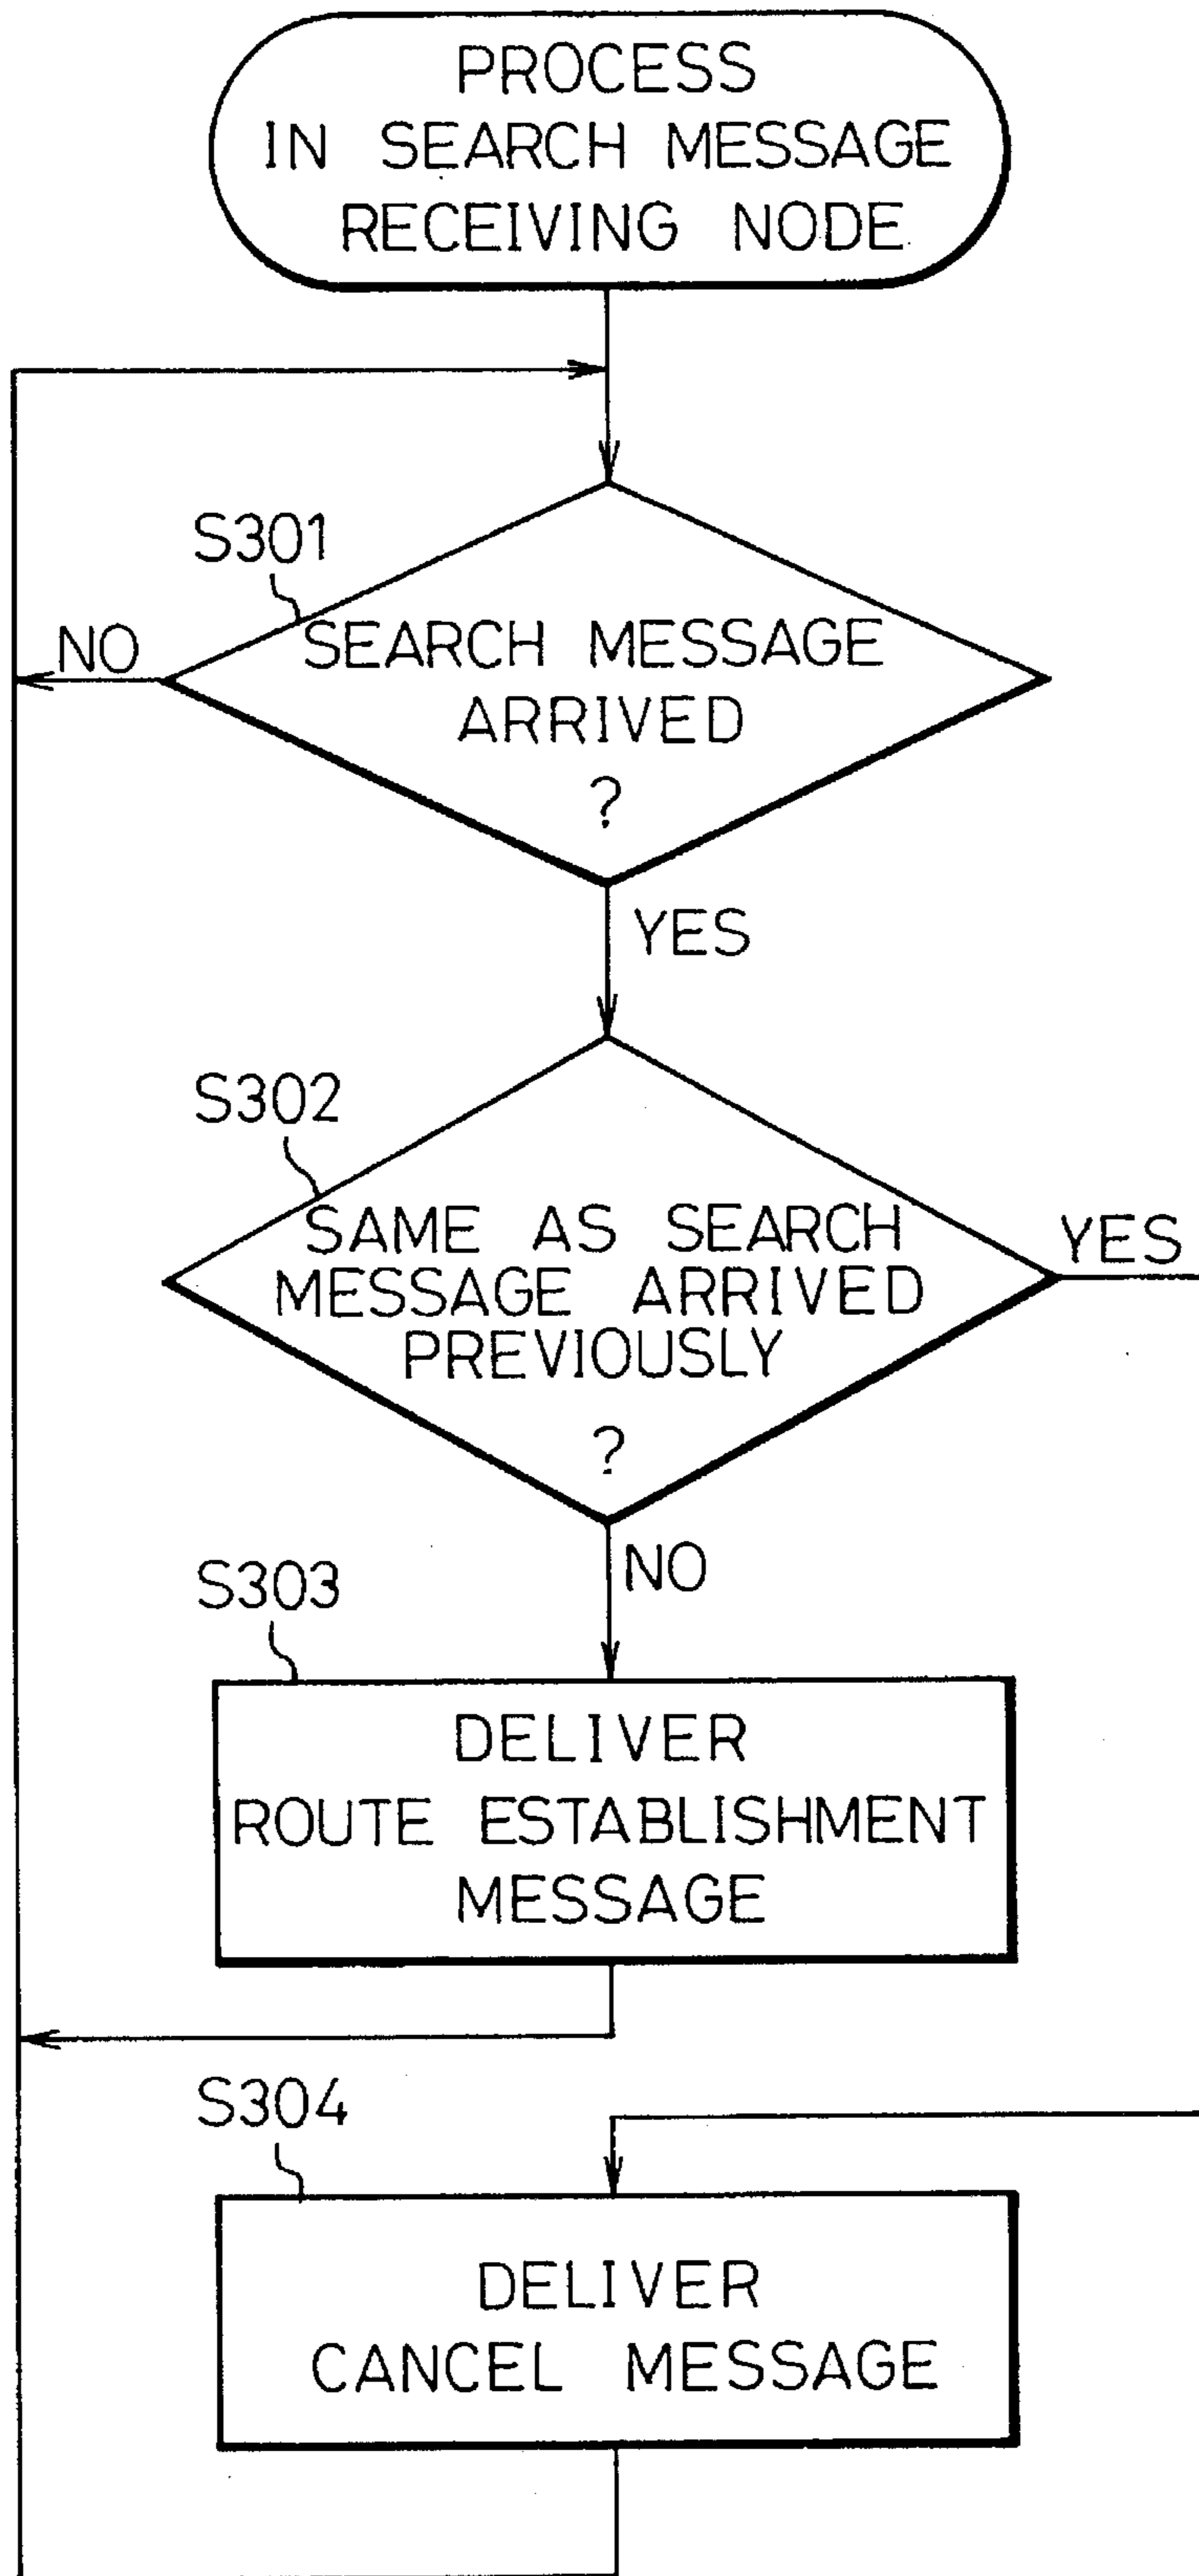 PROCESS
IN SEARCH MESSAGE
RECEIVING NODE
S301
NO
SEARCH MESSAGE
ARRIVED
?
YES
S302
SAME AS SEARCH
MESSAGE ARRIVED
PREVIOUSLY
?
YES
NO
S303
DELIVER
ROUTE ESTABLISHMENT
MESSAGE
S304
DELIVER
CANCEL MESSAGE